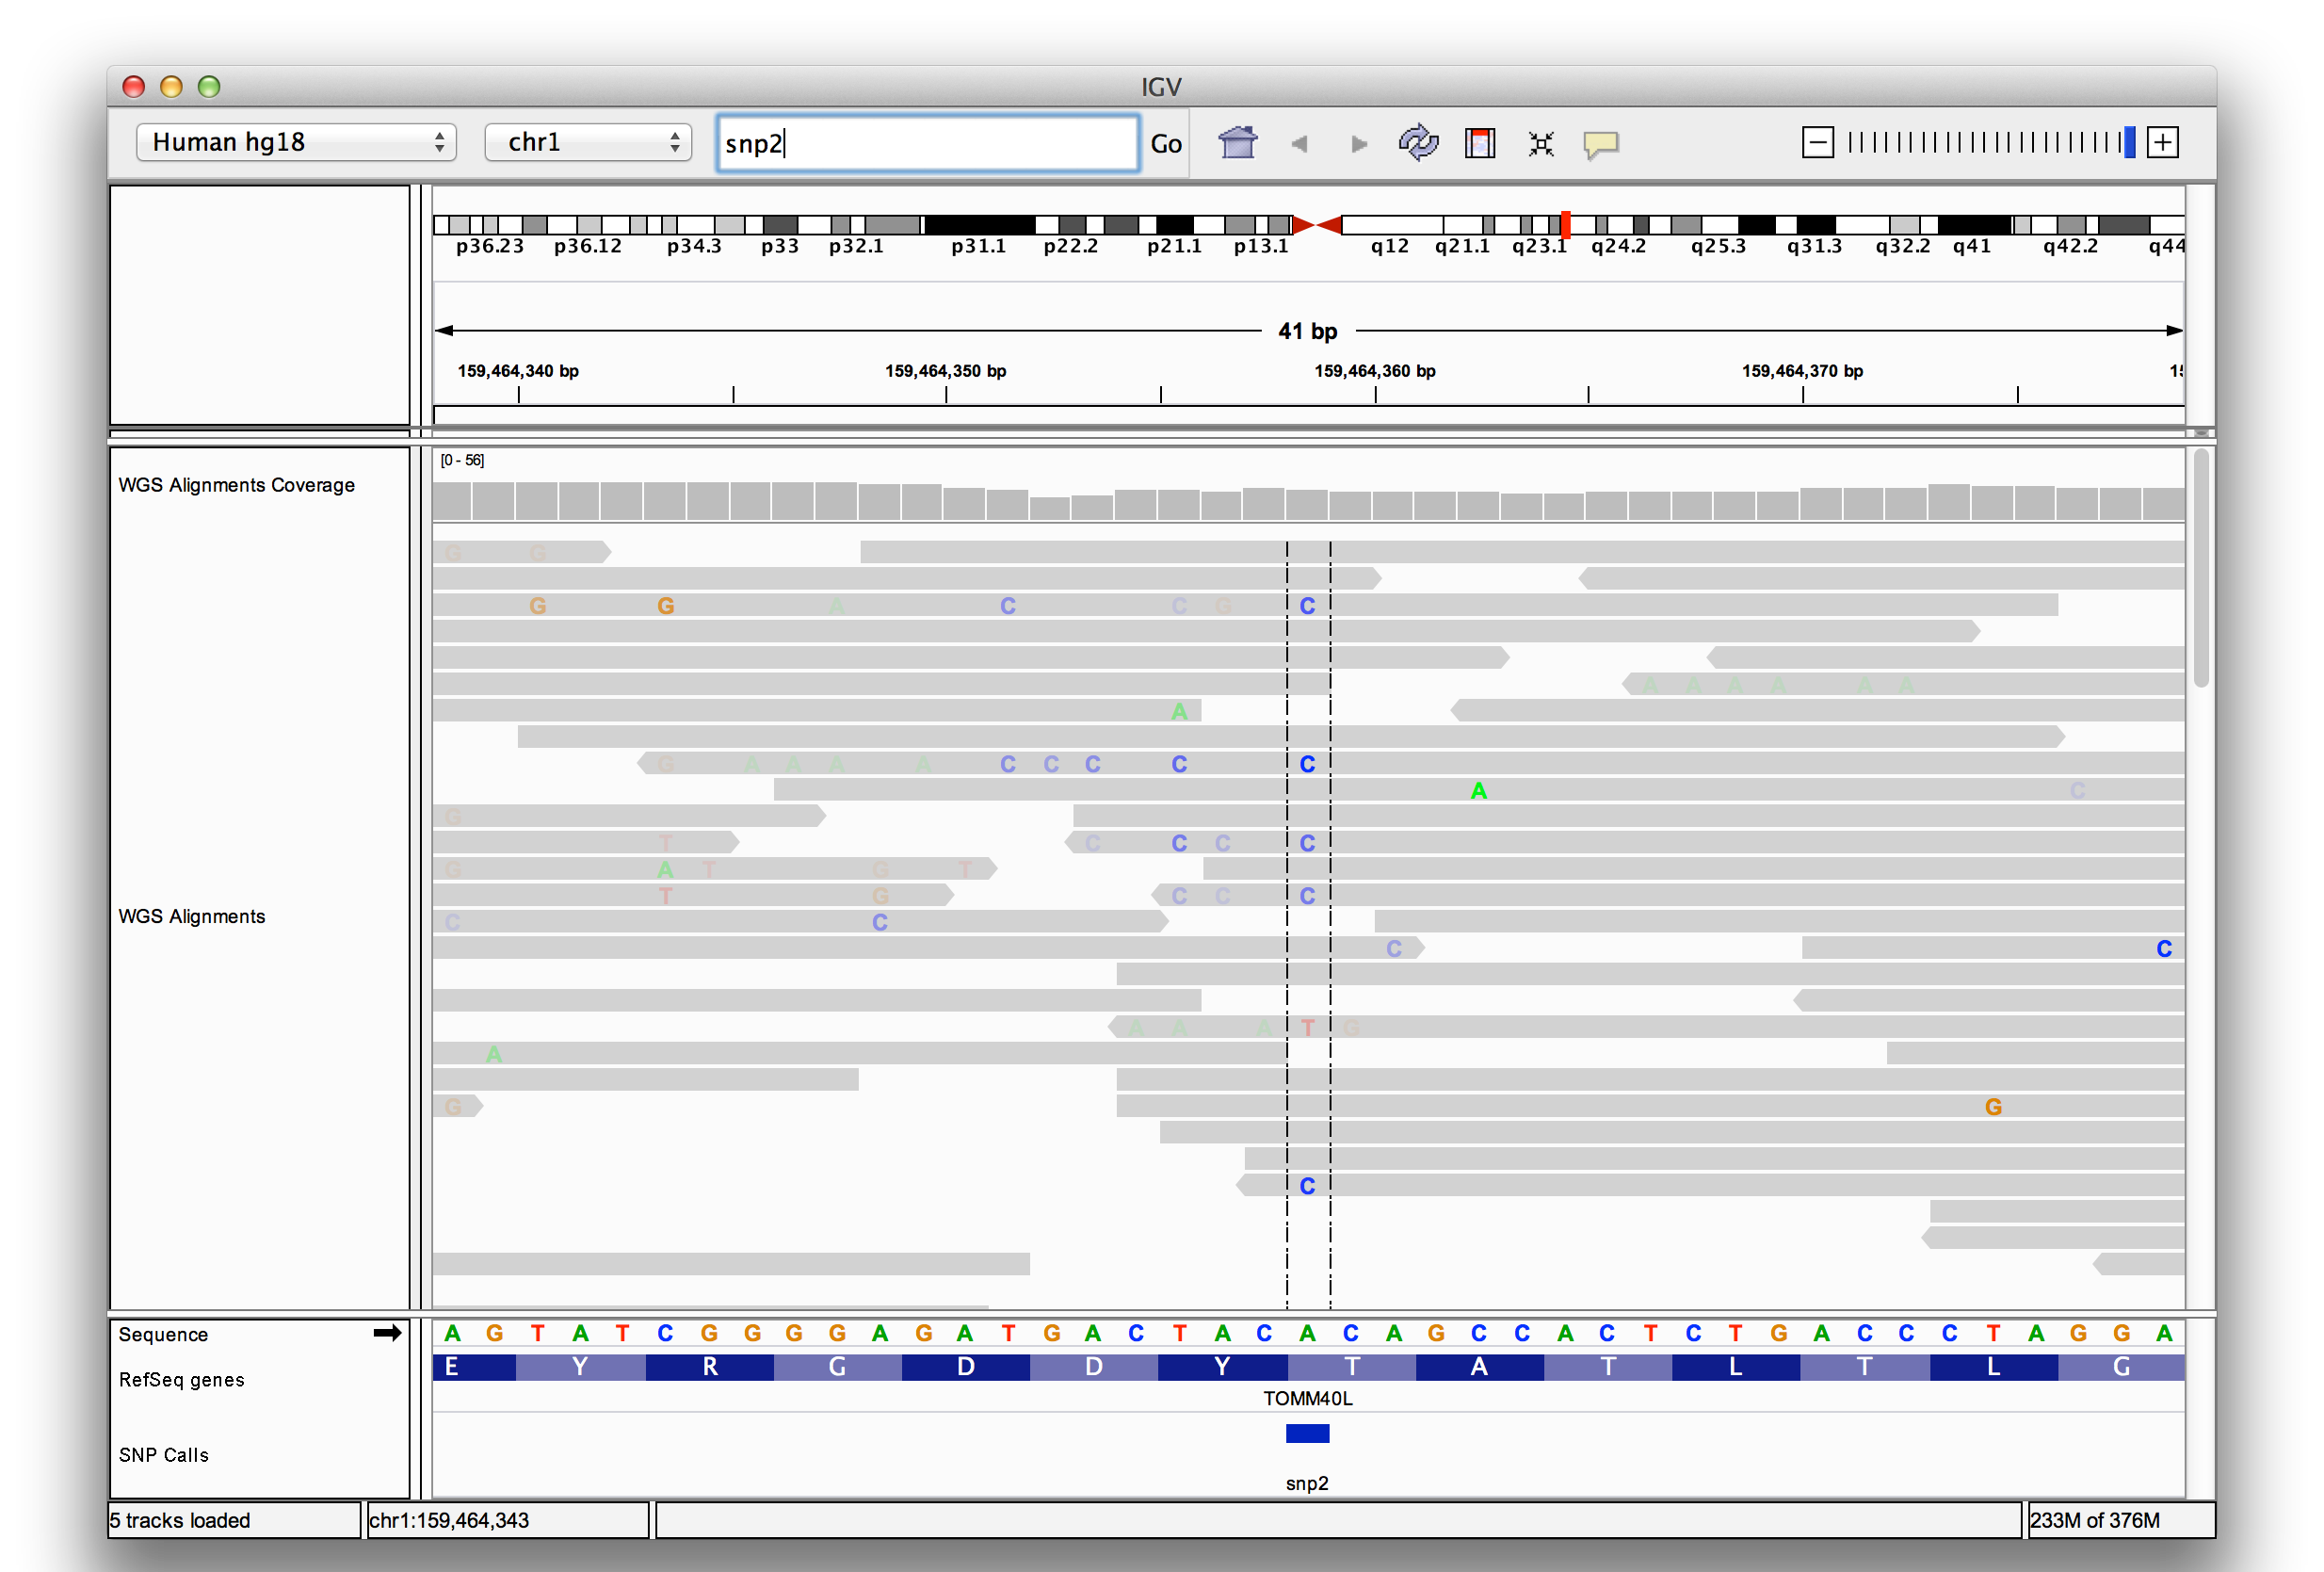 IGV
Human hg18 chr1 snp2 Go
p36.23 p36.12 p34.3 p33 p32.1 p31.1 p22.2 p21.1 p13.1 q12 q21.1 q23.1 q24.2 q25.3 q31.3 q32.2 q41 q42.2 q44
41 bp
159,464,340 bp 159,464,350 bp 159,464,360 bp 159,464,370 bp
[0 - 56]
WGS Alignments Coverage
G G
G G A C C G C
A A A A A A
A
G A A A A C C C C C
A C
G
T C C C C
G A T G T
T G C C C
WGS Alignments
C C
C C
A A A T G
A
G G
C
Sequence A G T A T C G G G G A G A T G A C T A C A C A G C C A C T C T G A C C C T A G G A
E Y R G D D Y T A T L T L G
RefSeq genes
TOMM40L
SNP Calls
snp2
5 tracks loaded chr1:159,464,343 233M of 376M